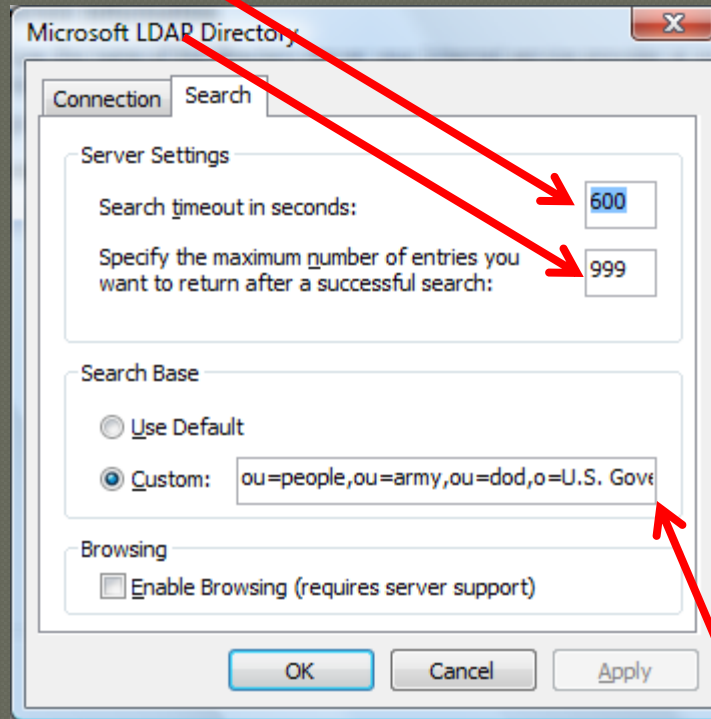 Microsoft LDAP Directory
Connection
Search
Server Settings
Search timeout in seconds:
600
Specify the maximum number of entries you
want to return after a successful search:
999
Search Base
Use Default
Custom:
ou=people,ou=army,ou=dod,o=U.S. Gove
Browsing
Enable Browsing (requires server support)
OK
Cancel
Apply